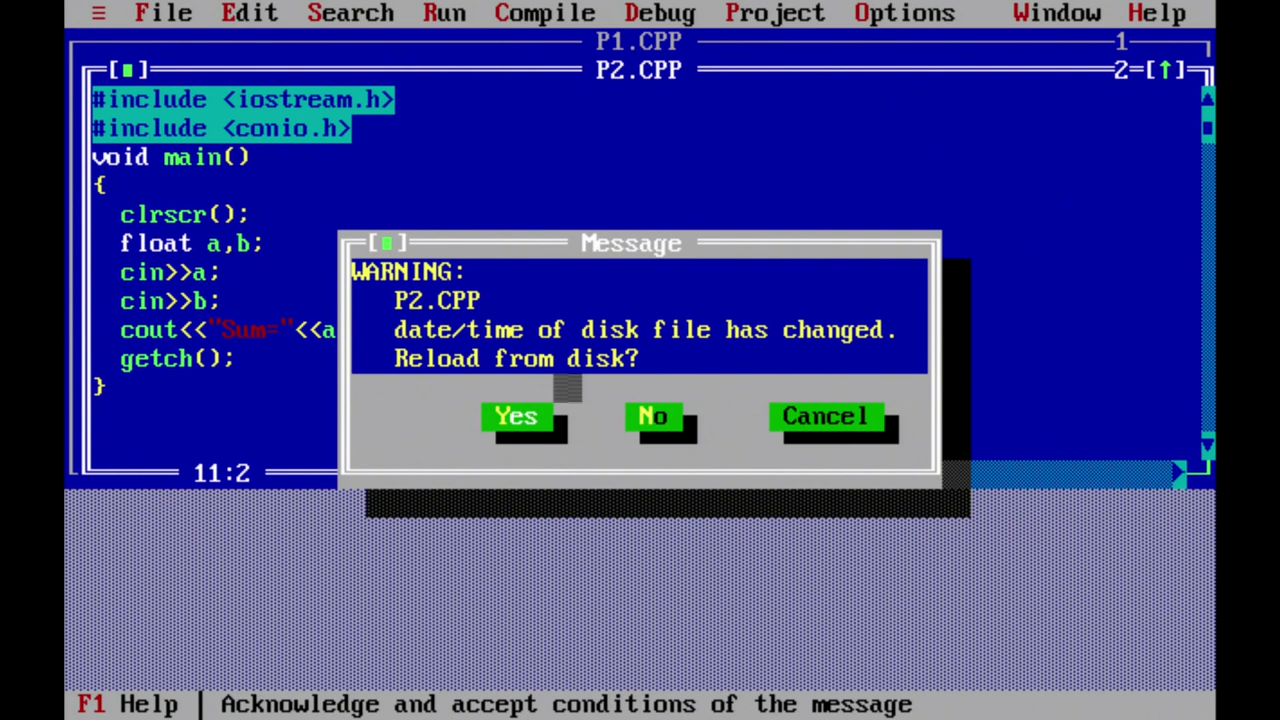 ≡ File Edit Search Run Compile Debug Project Options Window Help
P1.CPP 1
[■] P2.CPP 2=[↑]
#include <iostream.h>
#include <conio.h>
void main()
{
clrscr();
float a,b;
cin>>a;
cin>>b;
cout<<"Sum="<<a
getch();
}
11:2
[■] Message
WARNING:
P2.CPP
date/time of disk file has changed.
Reload from disk?
Yes No Cancel
F1 Help | Acknowledge and accept conditions of the message